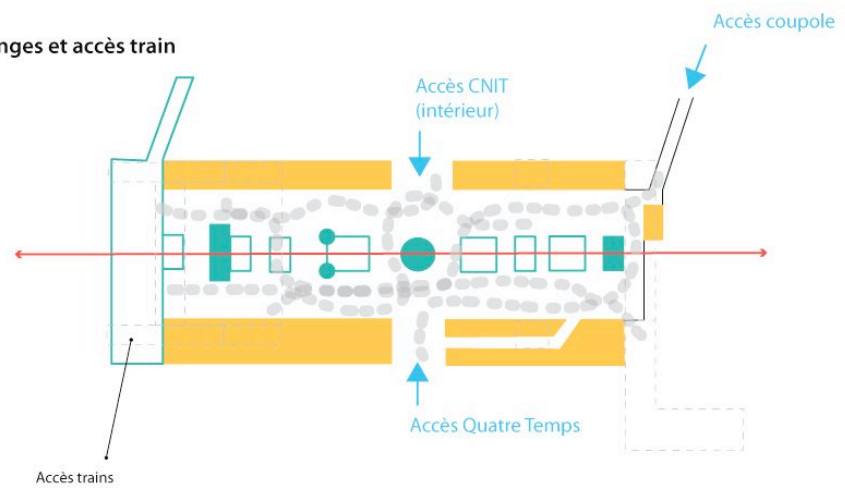 nges et accès train
Accès coupole
Accès CNIT
(intérieur)
Accès Quatre Temps
Accès trains